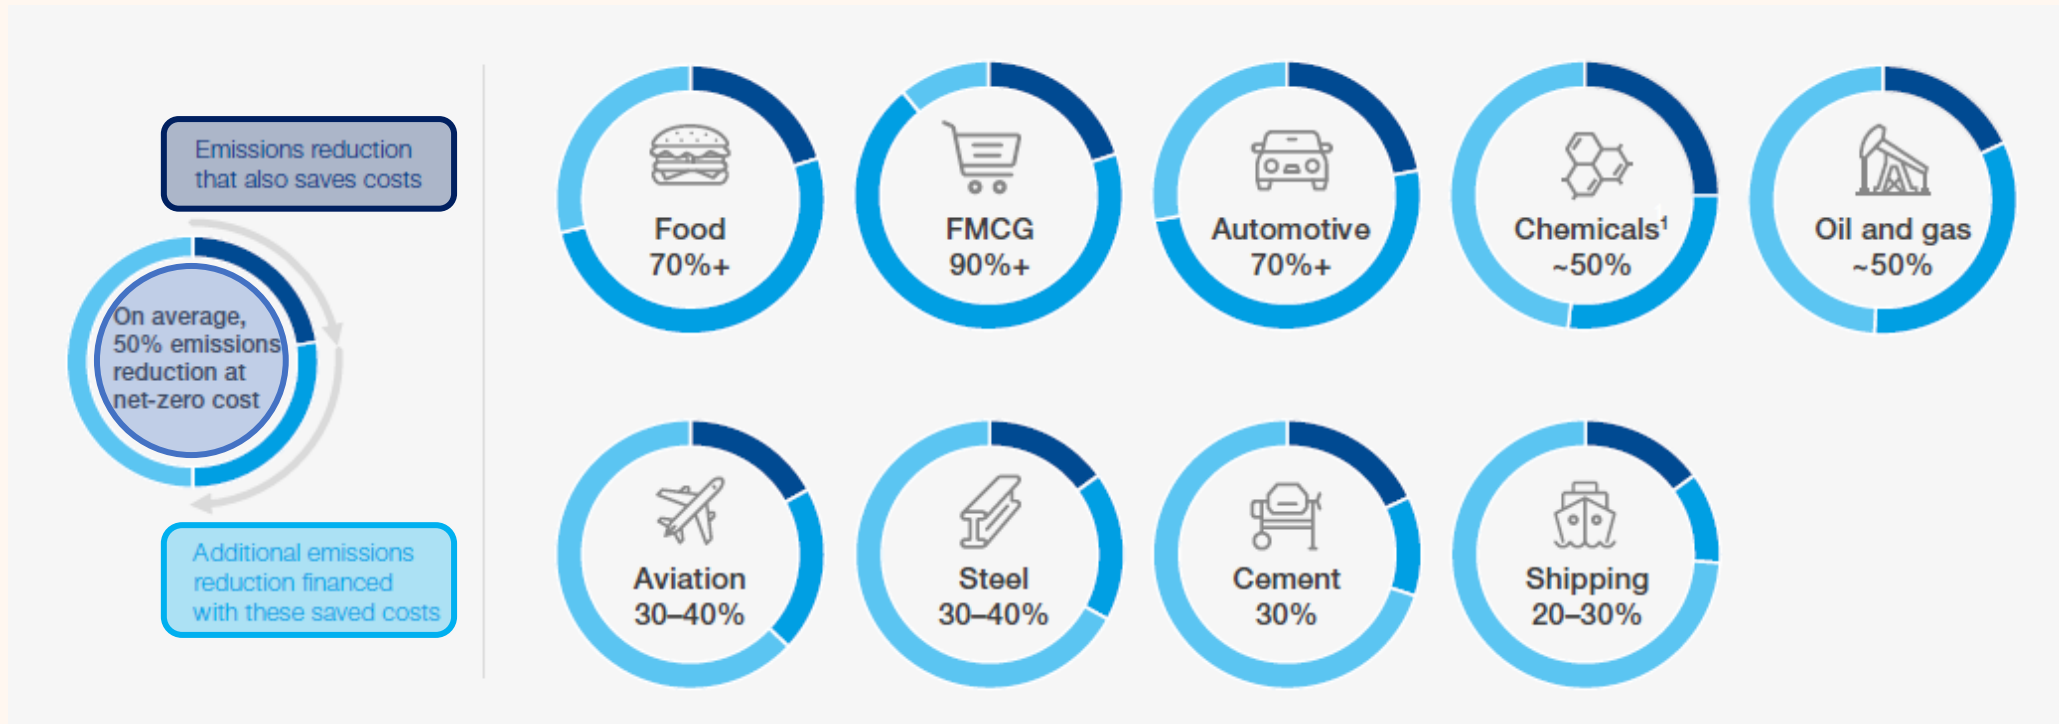 Emissions reduction
that also saves costs
On average,
50% emissions
reduction at
net-zero cost
Additional emissions
reduction financed
with these saved costs
Food
70%+
FMCG
90%+
Automotive
70%+
Chemicals¹
~50%
Oil and gas
~50%
Aviation
30–40%
Steel
30–40%
Cement
30%
Shipping
20–30%